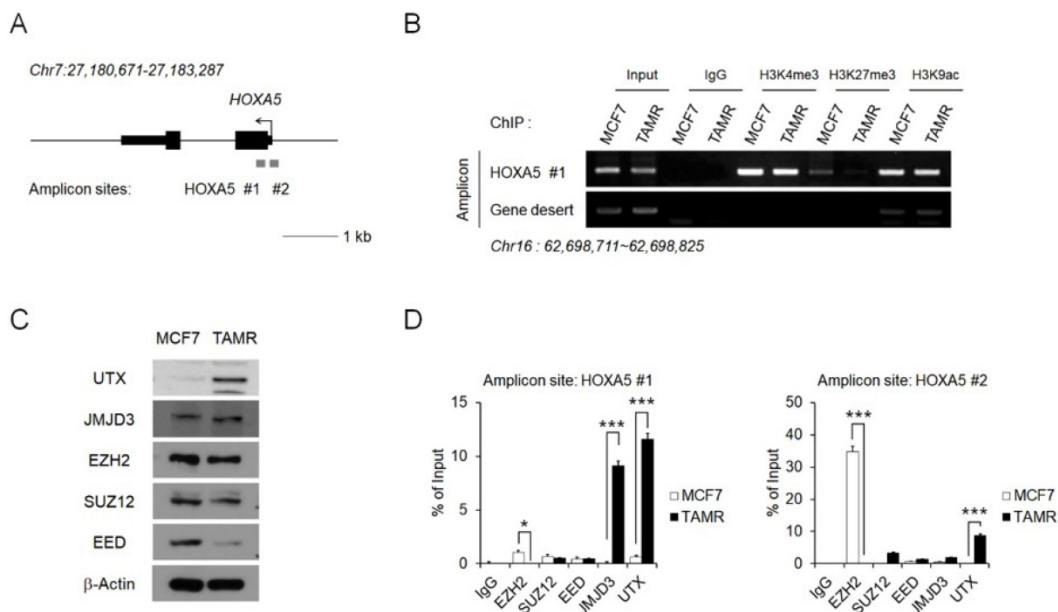 A
Chr7:27,180,671-27,183,287
HOXA5
Amplicon sites: HOXA5 #1 #2
1 kb
B
Input IgG H3K4me3 H3K27me3 H3K9ac
ChIP :
MCF7 TAMR MCF7 TAMR MCF7 TAMR MCF7 TAMR MCF7 TAMR
Amplicon
HOXA5 #1
Gene desert
Chr16 : 62,698,711~62,698,825
C
MCF7 TAMR
UTX
JMJD3
EZH2
SUZ12
EED
β-Actin
D
Amplicon site: HOXA5 #1
% of Input
15
10
5
0
* *** ***
IgG EZH2 SUZ12 EED JMJD3 UTX
MCF7
TAMR
Amplicon site: HOXA5 #2
% of Input
50
40
30
20
10
0
*** ***
IgG EZH2 SUZ12 EED JMJD3 UTX
MCF7
TAMR